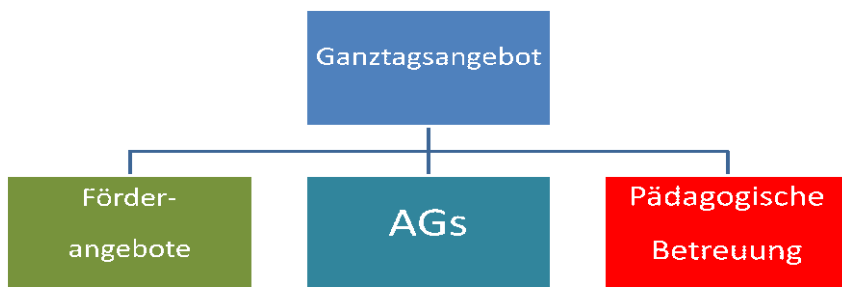 Ganztagsangebot
Förder-
angebote
AGs
Pädagogische
Betreuung